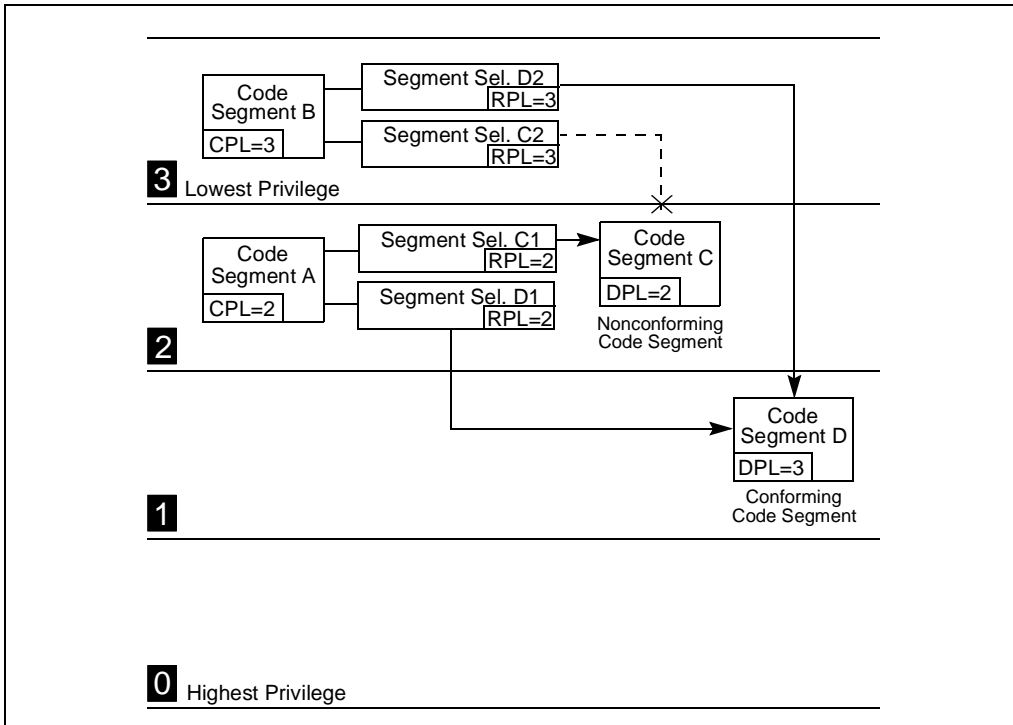 Code
Segment B
CPL=3
Segment Sel. D2
RPL=3
Segment Sel. C2
RPL=3
3 Lowest Privilege
Code
Segment A
CPL=2
Segment Sel. C1
RPL=2
Segment Sel. D1
RPL=2
Code
Segment C
DPL=2
Nonconforming
Code Segment
2
Code
Segment D
DPL=3
Conforming
Code Segment
1
0 Highest Privilege